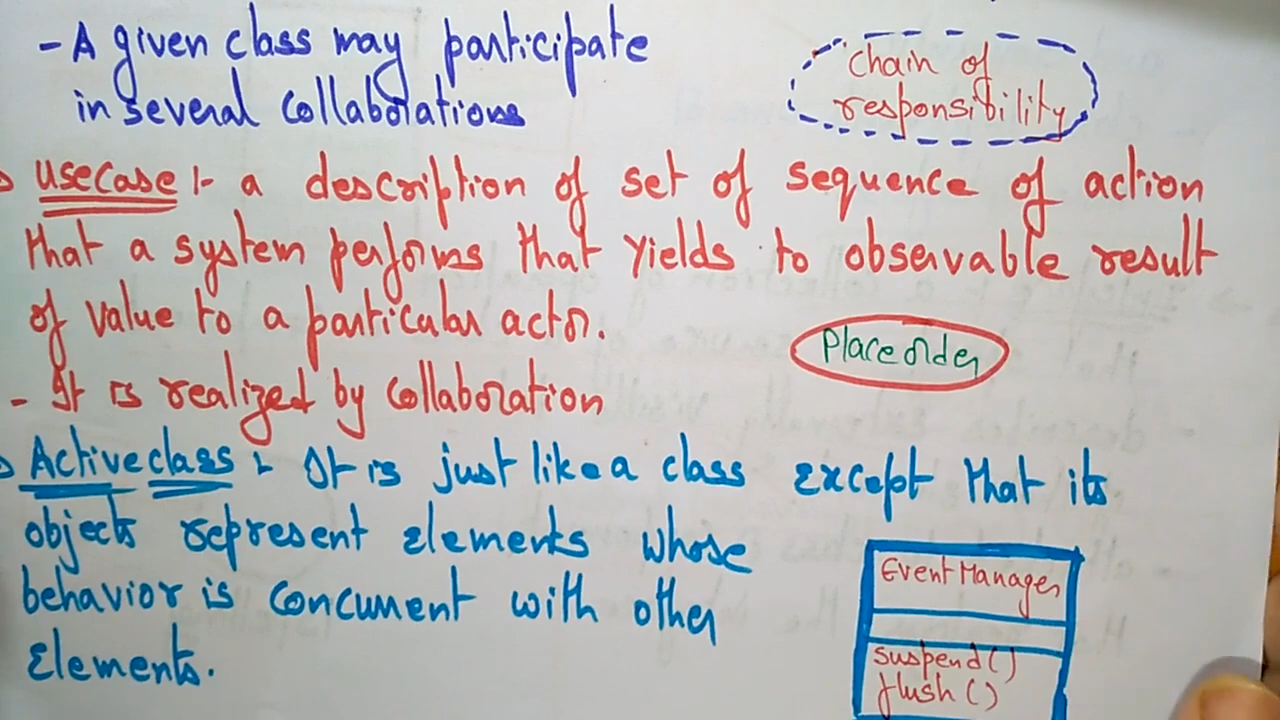 - A given class may participate
in several collaborations
chain of
responsibility
usecase :- a description of set of sequence of action
that a system performs that yields to observable result
of value to a particular actor.
Place order
- It is realized by collaboration
Active class :- It is just like a class except that its
objects represent elements whose
behavior is concurrent with other
elements.
EventManager
suspend()
flush()